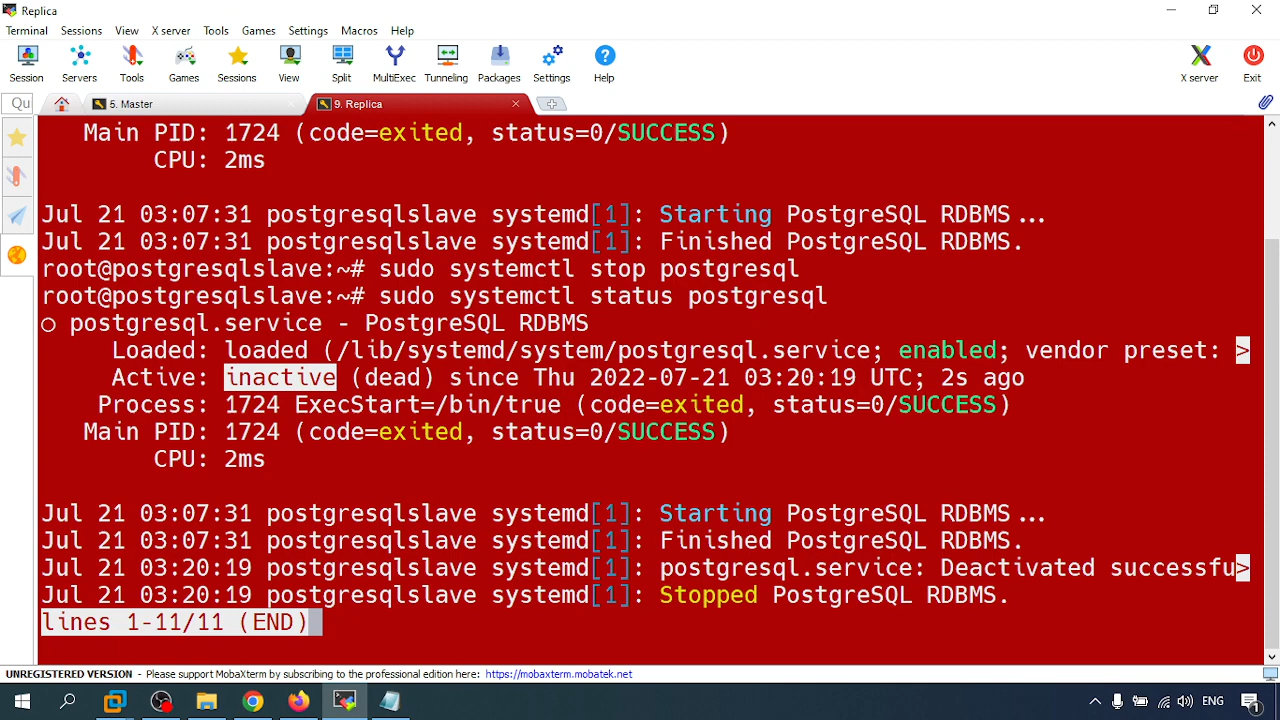 Replica
Terminal Sessions View X server Tools Games Settings Macros Help
Session Servers Tools Games Sessions View Split MultiExec Tunneling Packages Settings Help X server Exit
Qu 5. Master 9. Replica
Main PID: 1724 (code=exited, status=0/SUCCESS)
CPU: 2ms
Jul 21 03:07:31 postgresqlslave systemd[1]: Starting PostgreSQL RDBMS...
Jul 21 03:07:31 postgresqlslave systemd[1]: Finished PostgreSQL RDBMS.
root@postgresqlslave:~# sudo systemctl stop postgresql
root@postgresqlslave:~# sudo systemctl status postgresql
○ postgresql.service - PostgreSQL RDBMS
Loaded: loaded (/lib/systemd/system/postgresql.service; enabled; vendor preset: >
Active: inactive (dead) since Thu 2022-07-21 03:20:19 UTC; 2s ago
Process: 1724 ExecStart=/bin/true (code=exited, status=0/SUCCESS)
Main PID: 1724 (code=exited, status=0/SUCCESS)
CPU: 2ms
Jul 21 03:07:31 postgresqlslave systemd[1]: Starting PostgreSQL RDBMS...
Jul 21 03:07:31 postgresqlslave systemd[1]: Finished PostgreSQL RDBMS.
Jul 21 03:20:19 postgresqlslave systemd[1]: postgresql.service: Deactivated successfu>
Jul 21 03:20:19 postgresqlslave systemd[1]: Stopped PostgreSQL RDBMS.
lines 1-11/11 (END)
UNREGISTERED VERSION - Please support MobaXterm by subscribing to the professional edition here: https://mobaxterm.mobatek.net
ENG 1